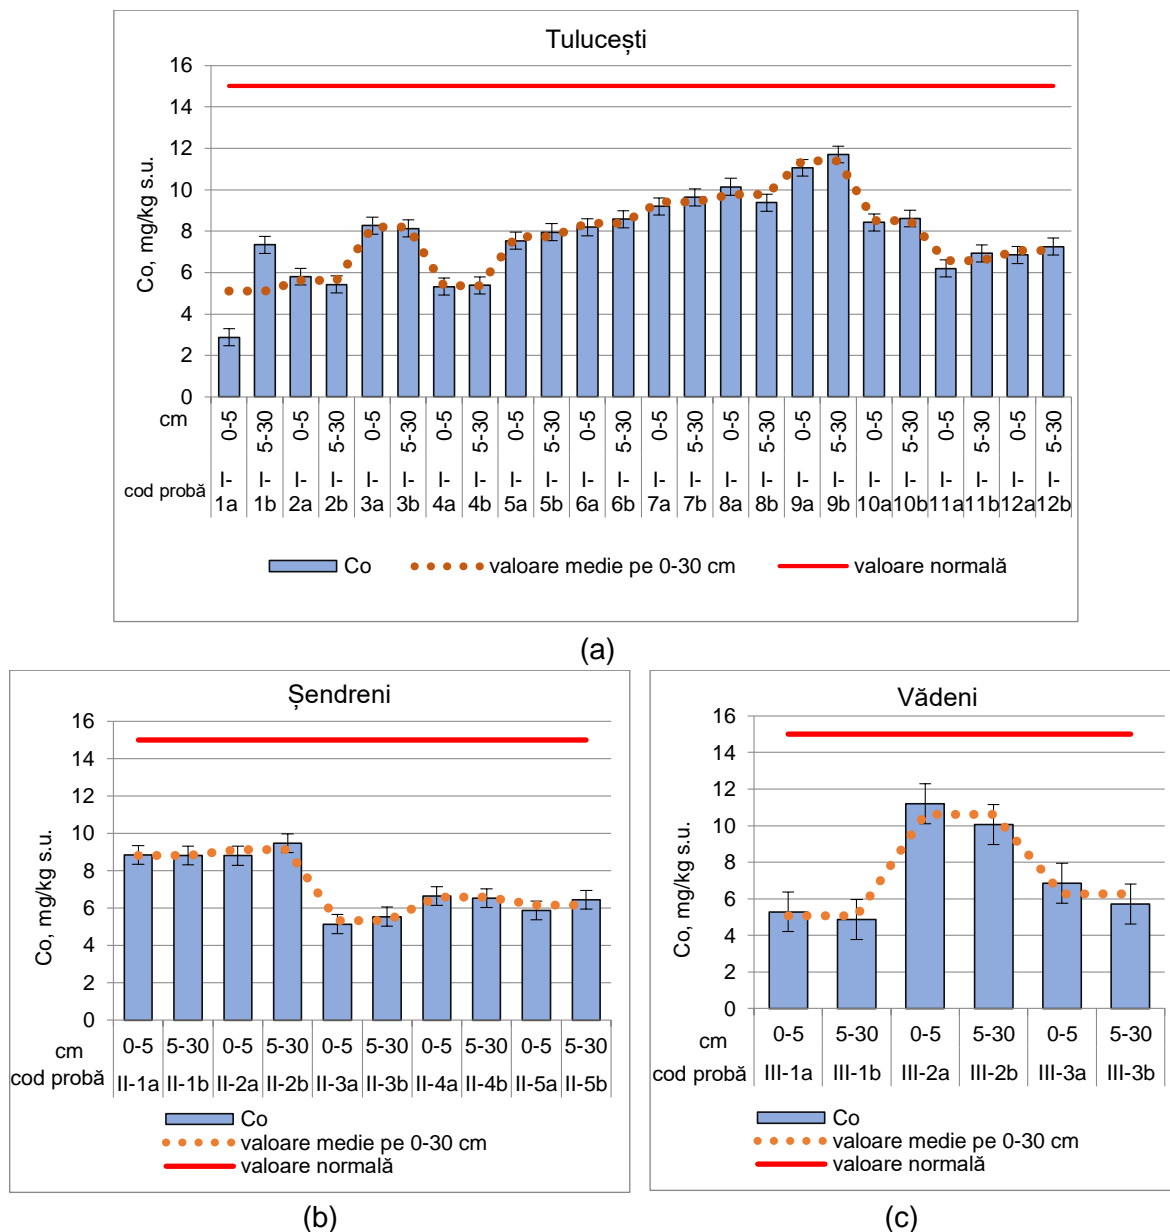 Tulucești
16
14
12
10
8
6
4
2
0
Co, mg/kg s.u.
cm
0-5 5-30 0-5 5-30 0-5 5-30 0-5 5-30 0-5 5-30 0-5 5-30 0-5 5-30 0-5 5-30 0-5 5-30 0-5 5-30 0-5 5-30 0-5 5-30
cod probă
I-1a I-1b I-2a I-2b I-3a I-3b I-4a I-4b I-5a I-5b I-6a I-6b I-7a I-7b I-8a I-8b I-9a I-9b I-10a I-10b I-11a I-11b I-12a I-12b
Co valoare medie pe 0-30 cm valoare normală
(a)
Șendreni
16
14
12
10
8
6
4
2
0
Co, mg/kg s.u.
cm
0-5 5-30 0-5 5-30 0-5 5-30 0-5 5-30 0-5 5-30
cod probă
II-1a II-1b II-2a II-2b II-3a II-3b II-4a II-4b II-5a II-5b
Co
valoare medie pe 0-30 cm
valoare normală
(b)
Vădeni
16
14
12
10
8
6
4
2
0
Co, mg/kg s.u.
cm
0-5 5-30 0-5 5-30 0-5 5-30
cod probă
III-1a III-1b III-2a III-2b III-3a III-3b
Co
valoare medie pe 0-30 cm
valoare normală
(c)